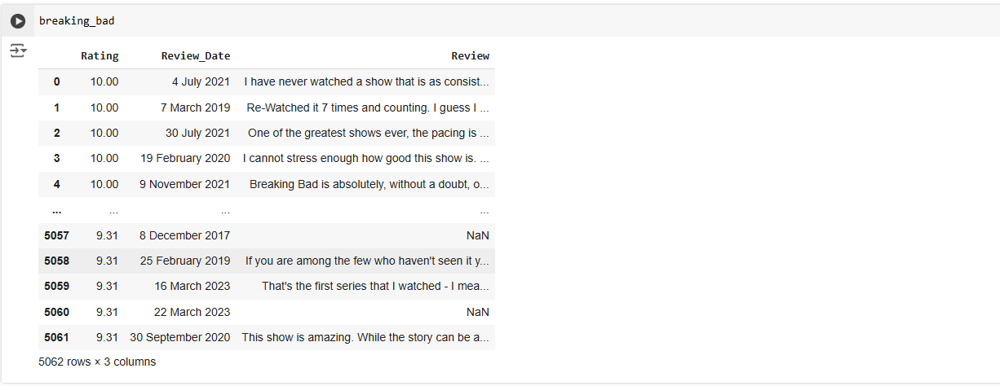 breaking_bad
Rating Review_Date Review
0 10.00 4 July 2021 I have never watched a show that is as consist...
1 10.00 7 March 2019 Re-Watched it 7 times and counting. I guess I ...
2 10.00 30 July 2021 One of the greatest shows ever, the pacing is ...
3 10.00 19 February 2020 I cannot stress enough how good this show is. ...
4 10.00 9 November 2021 Breaking Bad is absolutely, without a doubt, o...
... ... ... ...
5057 9.31 8 December 2017 NaN
5058 9.31 25 February 2019 If you are among the few who haven't seen it y...
5059 9.31 16 March 2023 That's the first series that I watched - I mea...
5060 9.31 22 March 2023 NaN
5061 9.31 30 September 2020 This show is amazing. While the story can be a...
5062 rows × 3 columns